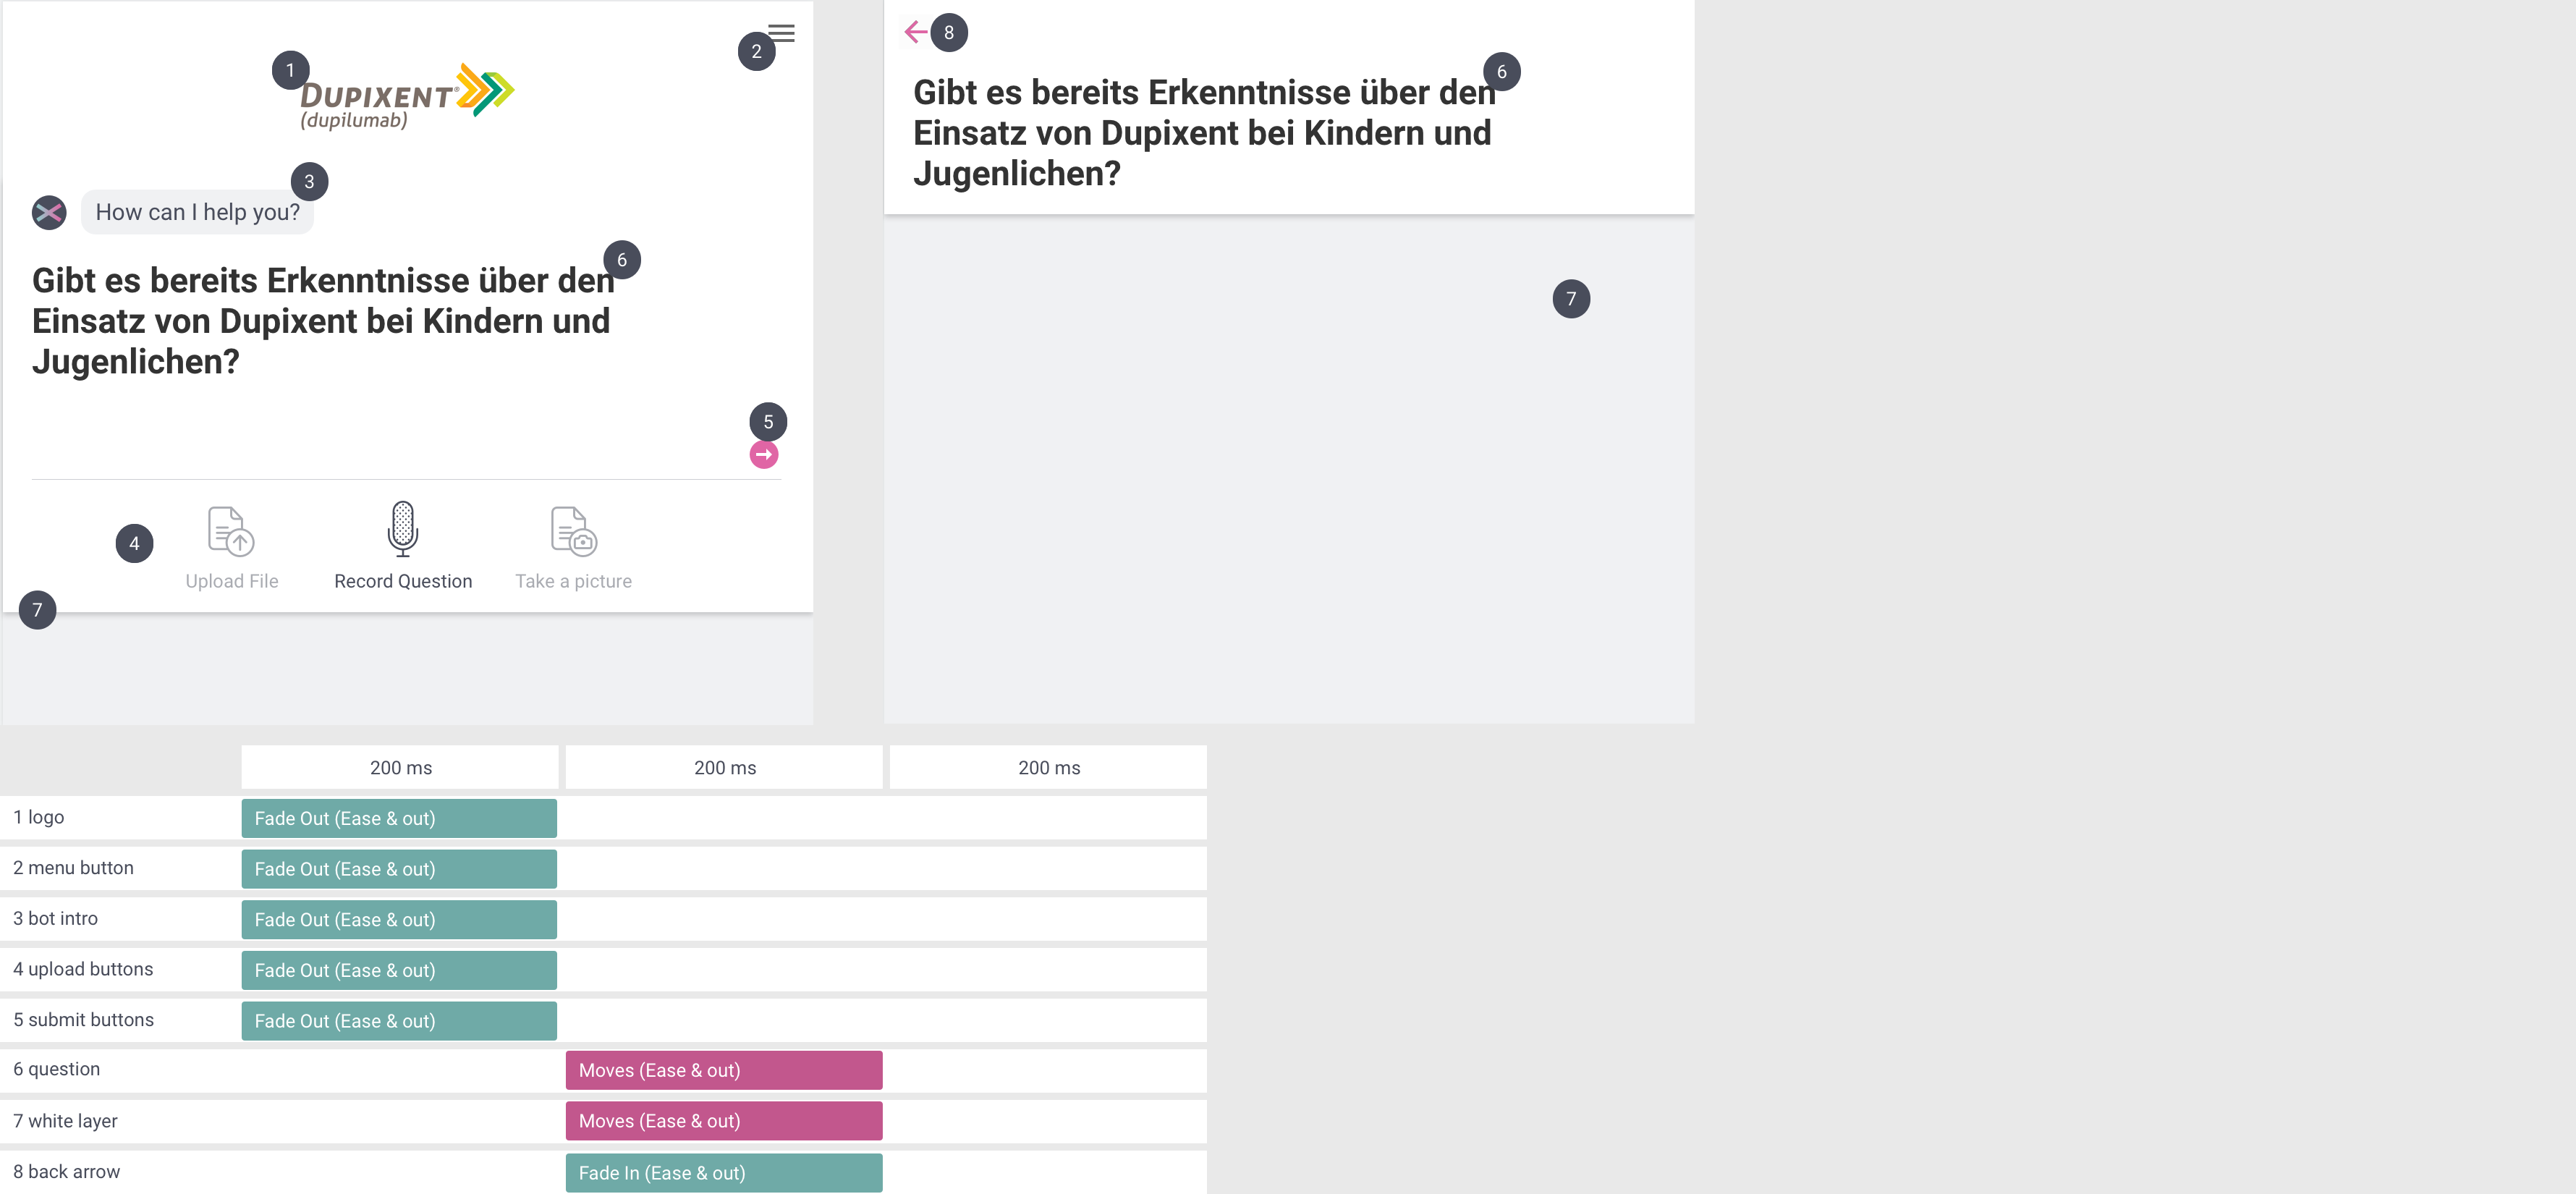 1
2
DUPIXENT®
(dupilumab)
3
How can I help you?
6
Gibt es bereits Erkenntnisse über den
Einsatz von Dupixent bei Kindern und
Jugenlichen?
5
4
Upload File
Record Question
Take a picture
7
8
6
Gibt es bereits Erkenntnisse über den
Einsatz von Dupixent bei Kindern und
Jugenlichen?
7
200 ms
200 ms
200 ms
1 logo
Fade Out (Ease & out)
2 menu button
Fade Out (Ease & out)
3 bot intro
Fade Out (Ease & out)
4 upload buttons
Fade Out (Ease & out)
5 submit buttons
Fade Out (Ease & out)
6 question
Moves (Ease & out)
7 white layer
Moves (Ease & out)
8 back arrow
Fade In (Ease & out)